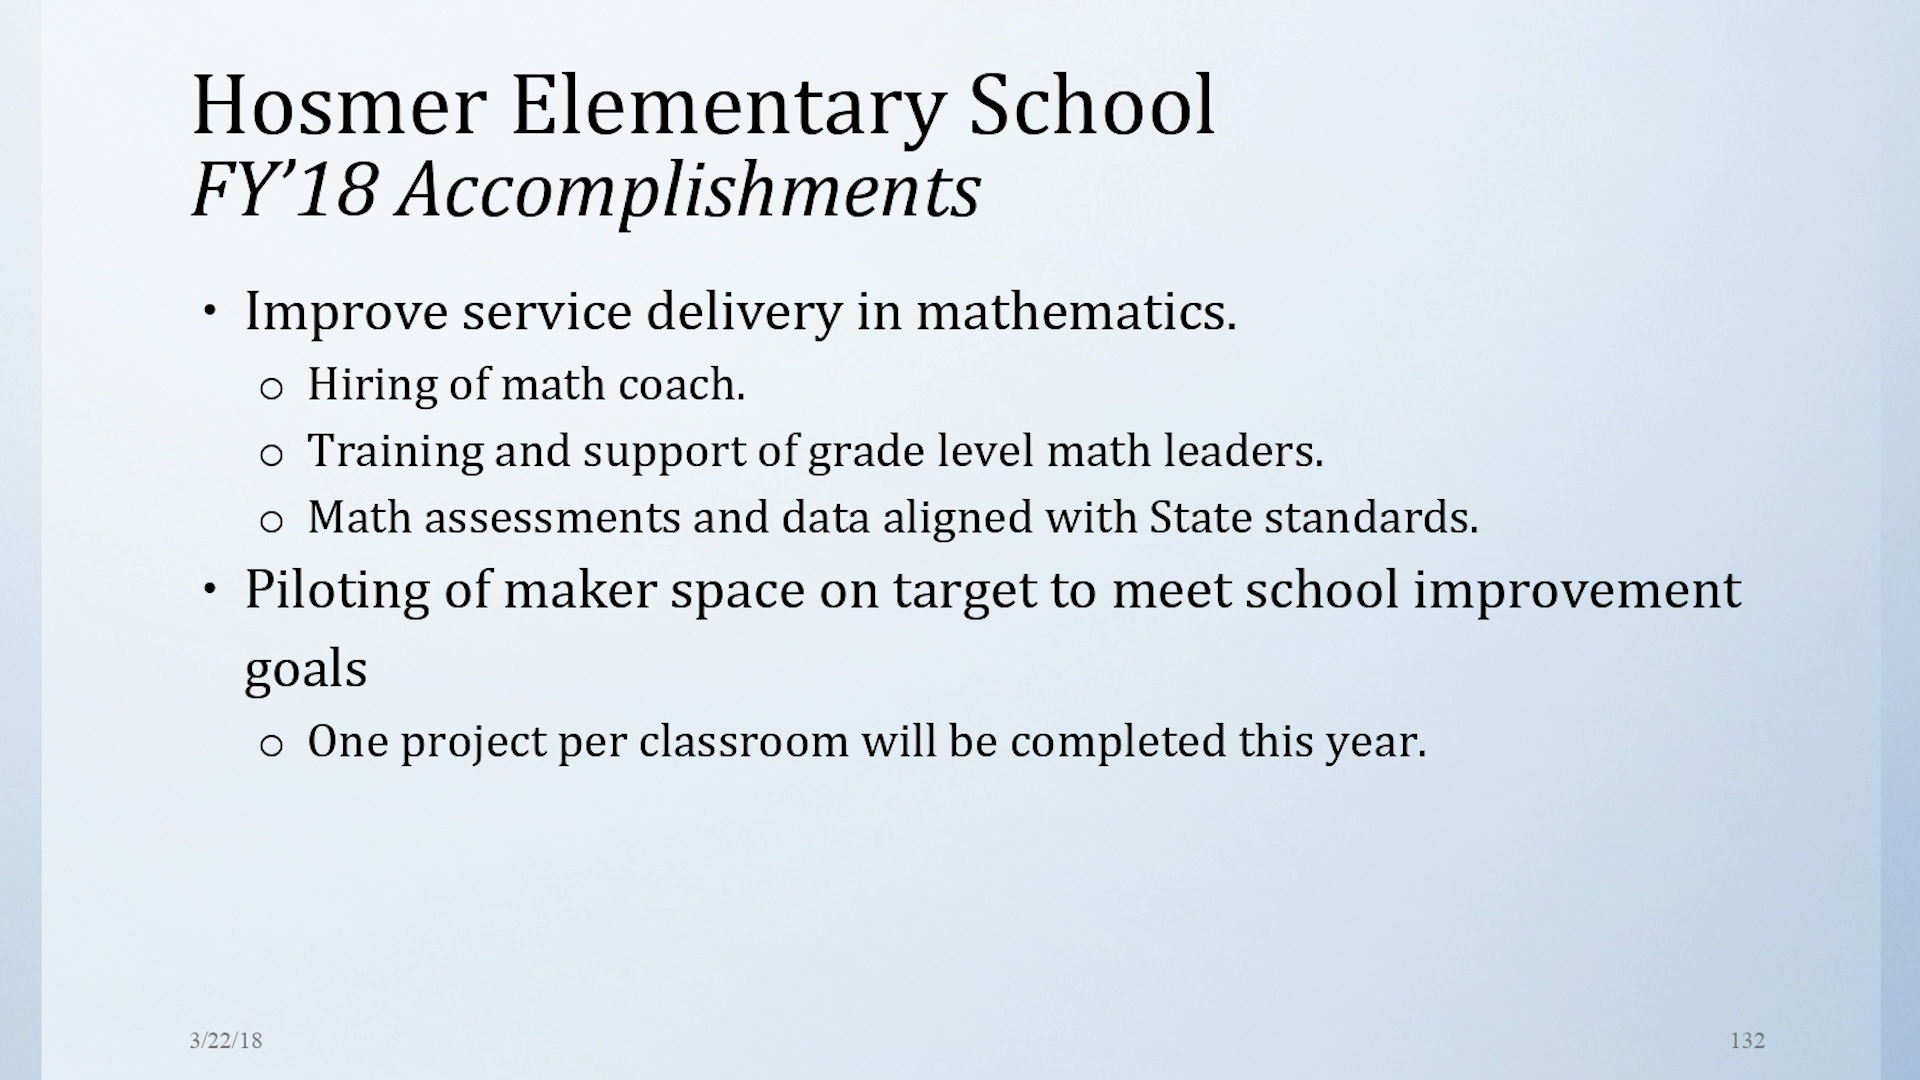 Hosmer Elementary School
FY’18 Accomplishments
• Improve service delivery in mathematics.
o Hiring of math coach.
o Training and support of grade level math leaders.
o Math assessments and data aligned with State standards.
• Piloting of maker space on target to meet school improvement
goals
o One project per classroom will be completed this year.
3/22/18
132